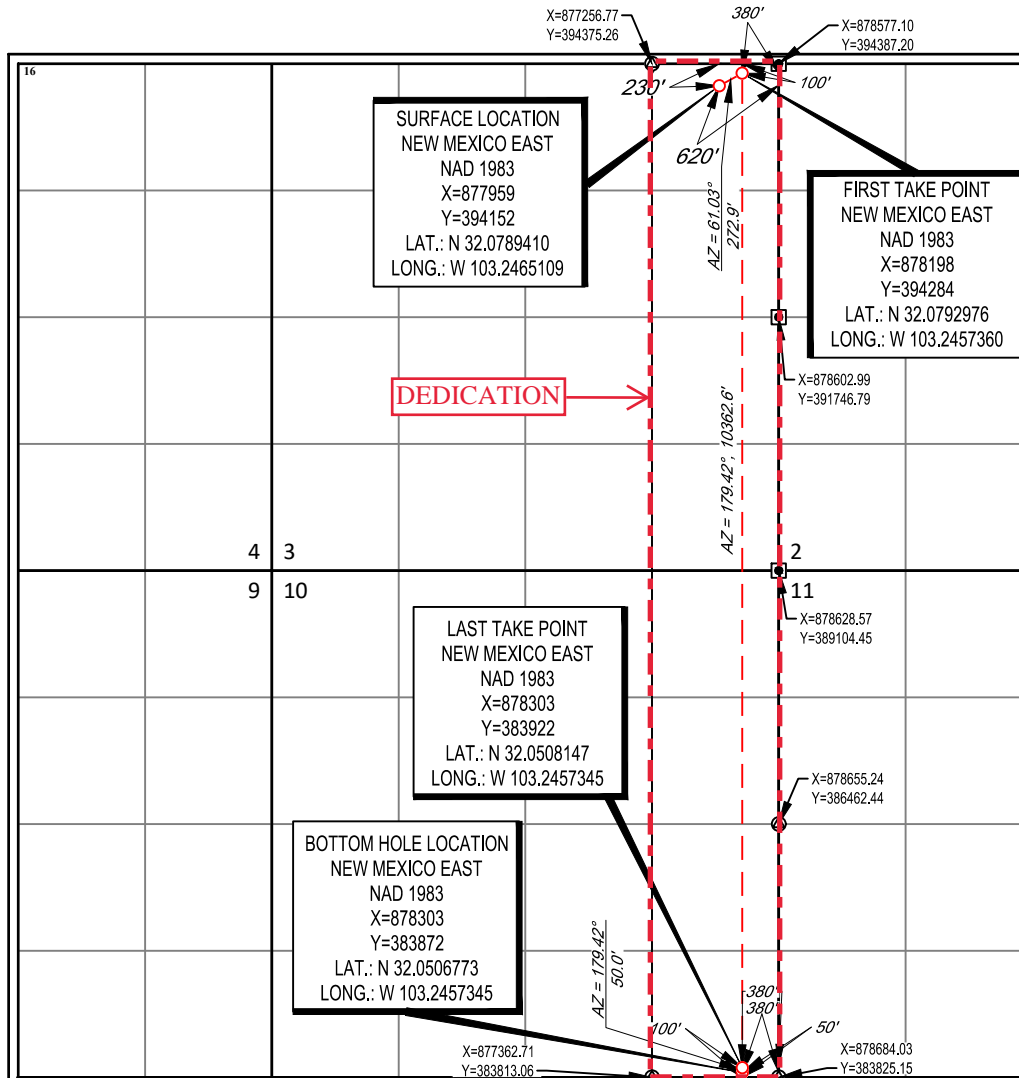 X=877256.77
Y=394375.26
380'
X=878577.10
Y=394387.20
16
230'
100'
SURFACE LOCATION
NEW MEXICO EAST
NAD 1983
X=877959
Y=394152
LAT.: N 32.0789410
LONG.: W 103.2465109
620'
AZ = 61.03°
272.9'
FIRST TAKE POINT
NEW MEXICO EAST
NAD 1983
X=878198
Y=394284
LAT.: N 32.0792976
LONG.: W 103.2457360
X=878602.99
Y=391746.79
DEDICATION
AZ = 179.42°, 10362.6'
4 3
2
9 10
11
X=878628.57
Y=389104.45
LAST TAKE POINT
NEW MEXICO EAST
NAD 1983
X=878303
Y=383922
LAT.: N 32.0508147
LONG.: W 103.2457345
X=878655.24
Y=386462.44
BOTTOM HOLE LOCATION
NEW MEXICO EAST
NAD 1983
X=878303
Y=383872
LAT.: N 32.0506773
LONG.: W 103.2457345
AZ = 179.42°
50.0'
380'
380'
100'
50'
X=877362.71
Y=383813.06
X=878684.03
Y=383825.15